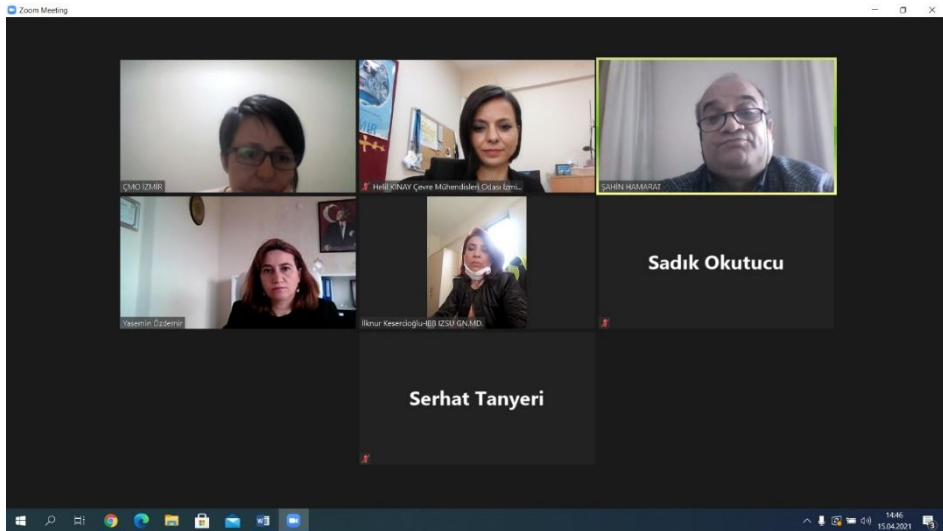 Zoom Meeting
ÇMO İZMİR
Helil KINAY Çevre Mühendisleri Odası İzmi...
ŞAHİN HAMARAT
Yasemin Özdemir
İlknur Kesercioğlu-İBB İZSU GN.MD.
Sadık Okutucu
Serhat Tanyeri
14:46
15.04.2021